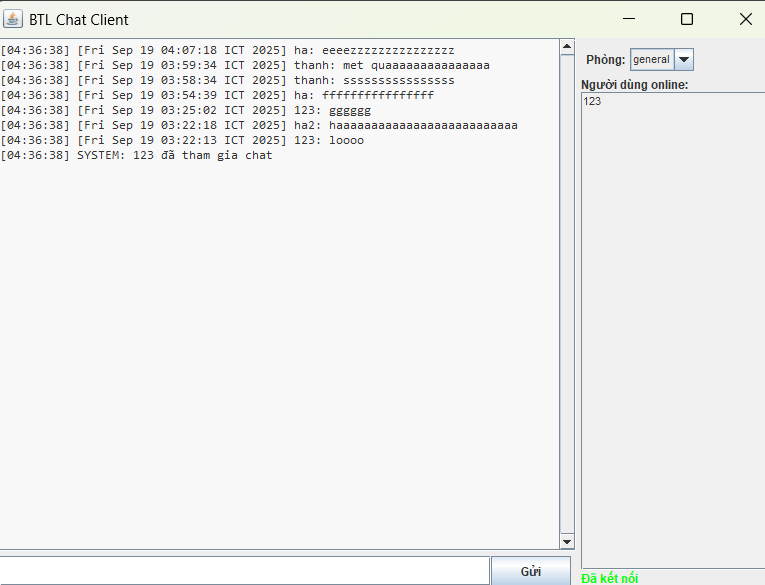 BTL Chat Client
[04:36:38] [Fri Sep 19 04:07:18 ICT 2025] ha: eeeezzzzzzzzzzzzzzz
[04:36:38] [Fri Sep 19 03:59:34 ICT 2025] thanh: met quaaaaaaaaaaaaaaa
[04:36:38] [Fri Sep 19 03:58:34 ICT 2025] thanh: ssssssssssssssss
[04:36:38] [Fri Sep 19 03:54:39 ICT 2025] ha: ffffffffffffffff
[04:36:38] [Fri Sep 19 03:25:02 ICT 2025] 123: gggggg
[04:36:38] [Fri Sep 19 03:22:18 ICT 2025] ha2: haaaaaaaaaaaaaaaaaaaaaaaaaa
[04:36:38] [Fri Sep 19 03:22:13 ICT 2025] 123: loooo
[04:36:38] SYSTEM: 123 đã tham gia chat
Phòng: general
Người dùng online:
123
Gửi
Đã kết nối